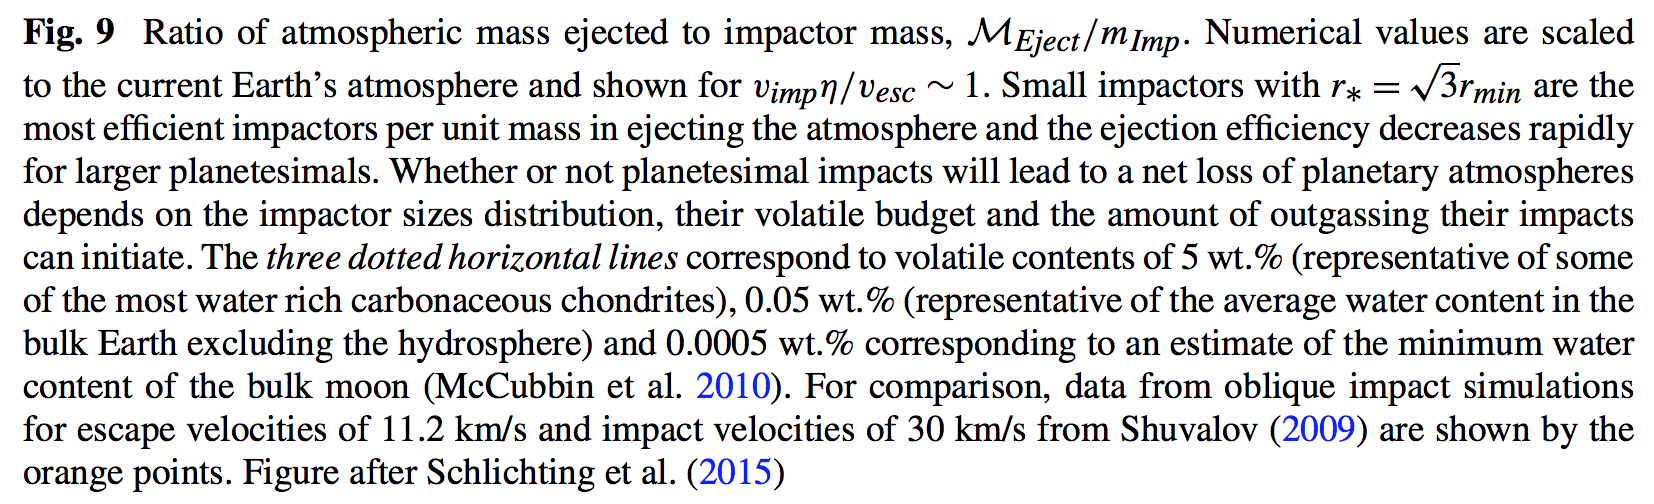 Fig. 9 Ratio of atmospheric mass ejected to impactor mass, ℳ_Eject/m_Imp. Numerical values are scaled
to the current Earth's atmosphere and shown for v_imp η/v_esc ∼ 1. Small impactors with r_* = √3r_min are the
most efficient impactors per unit mass in ejecting the atmosphere and the ejection efficiency decreases rapidly
for larger planetesimals. Whether or not planetesimal impacts will lead to a net loss of planetary atmospheres
depends on the impactor sizes distribution, their volatile budget and the amount of outgassing their impacts
can initiate. The three dotted horizontal lines correspond to volatile contents of 5 wt.% (representative of some
of the most water rich carbonaceous chondrites), 0.05 wt.% (representative of the average water content in the
bulk Earth excluding the hydrosphere) and 0.0005 wt.% corresponding to an estimate of the minimum water
content of the bulk moon (McCubbin et al. 2010). For comparison, data from oblique impact simulations
for escape velocities of 11.2 km/s and impact velocities of 30 km/s from Shuvalov (2009) are shown by the
orange points. Figure after Schlichting et al. (2015)